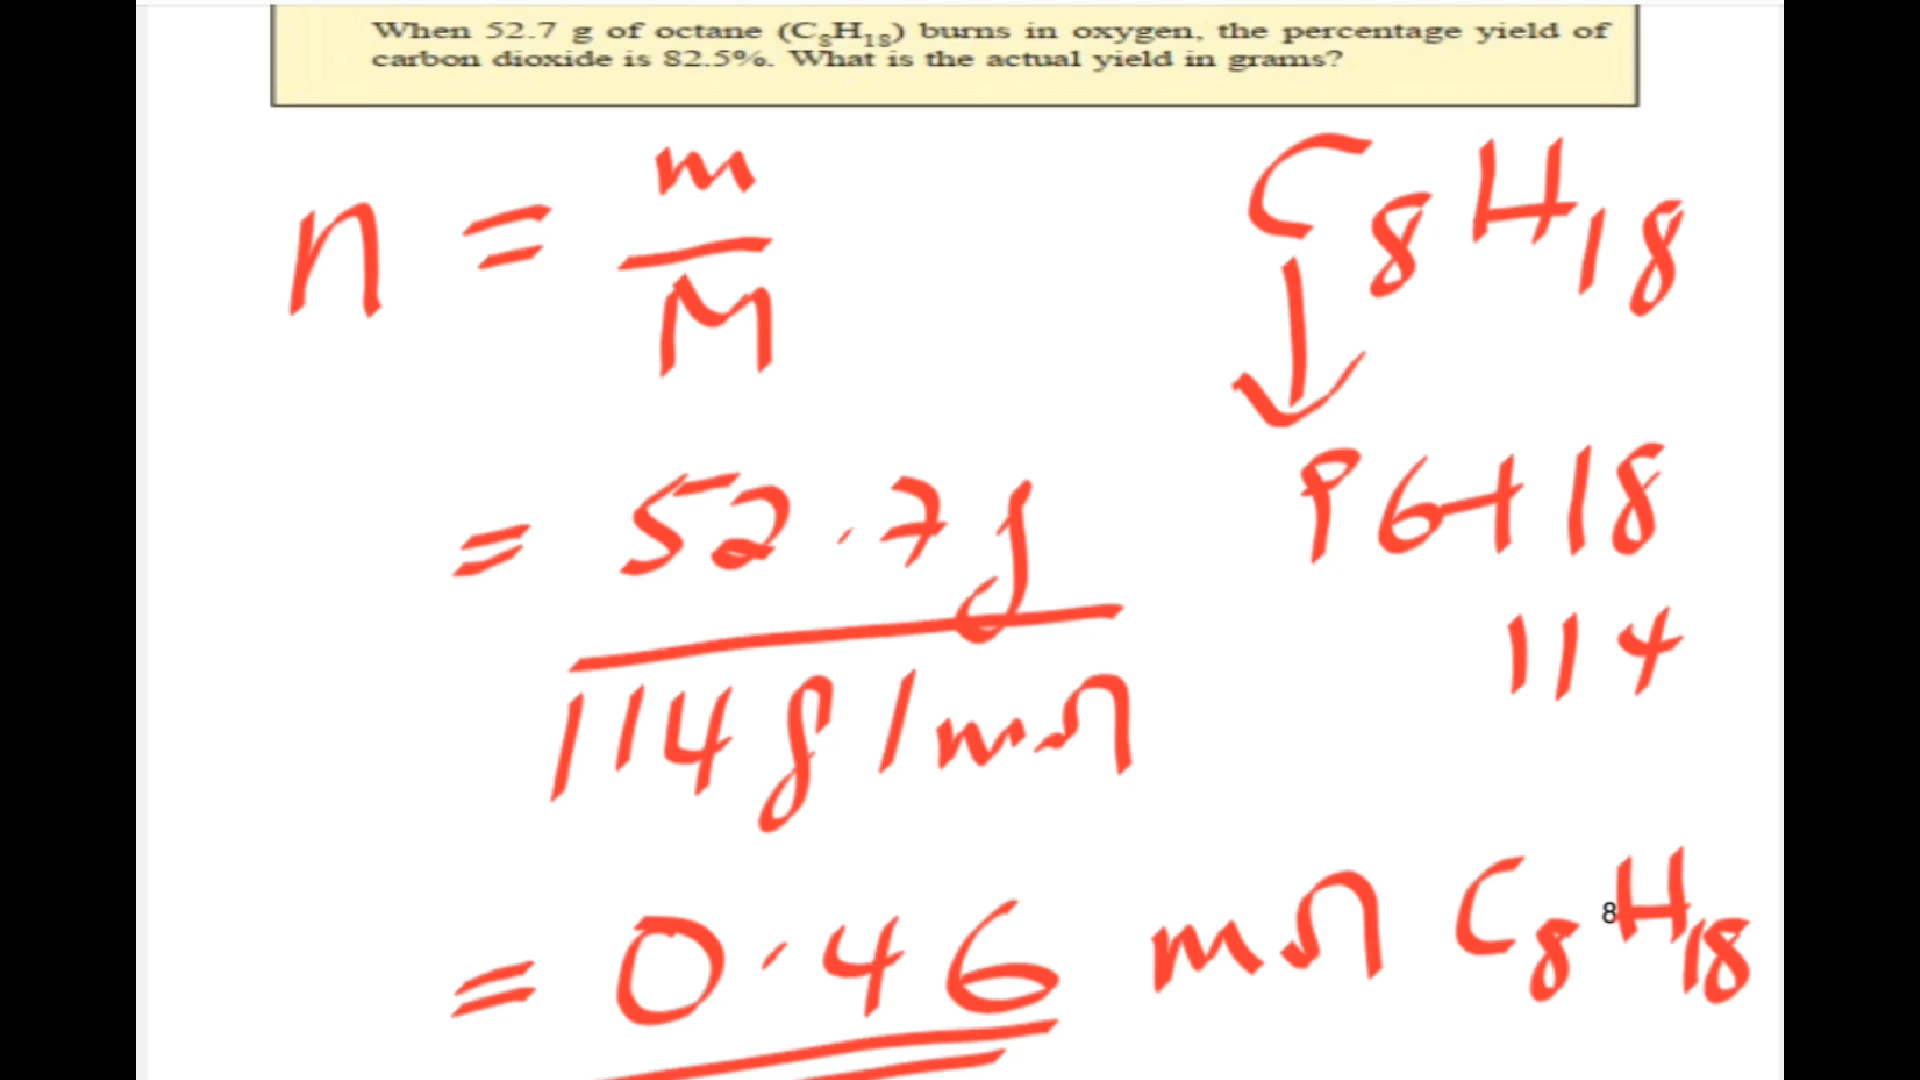 When 52.7 g of octane (C₈H₁₈) burns in oxygen, the percentage yield of
carbon dioxide is 82.5%. What is the actual yield in grams?
n = m/M
C₈H₁₈
= 52.7g
96+18
114
114g/mol
= 0.46 mol C₈H₁₈
8